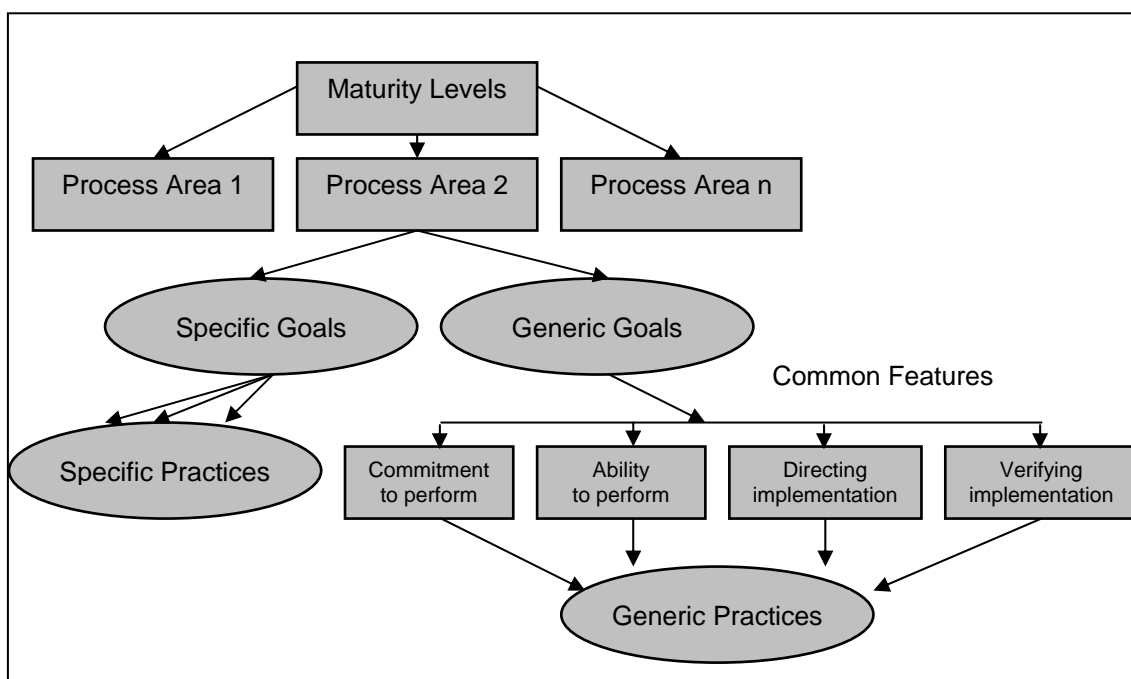 Maturity Levels
Process Area 1
Process Area 2
Process Area n
Specific Goals
Generic Goals
Common Features
Specific Practices
Commitment
to perform
Ability
to perform
Directing
implementation
Verifying
implementation
Generic Practices